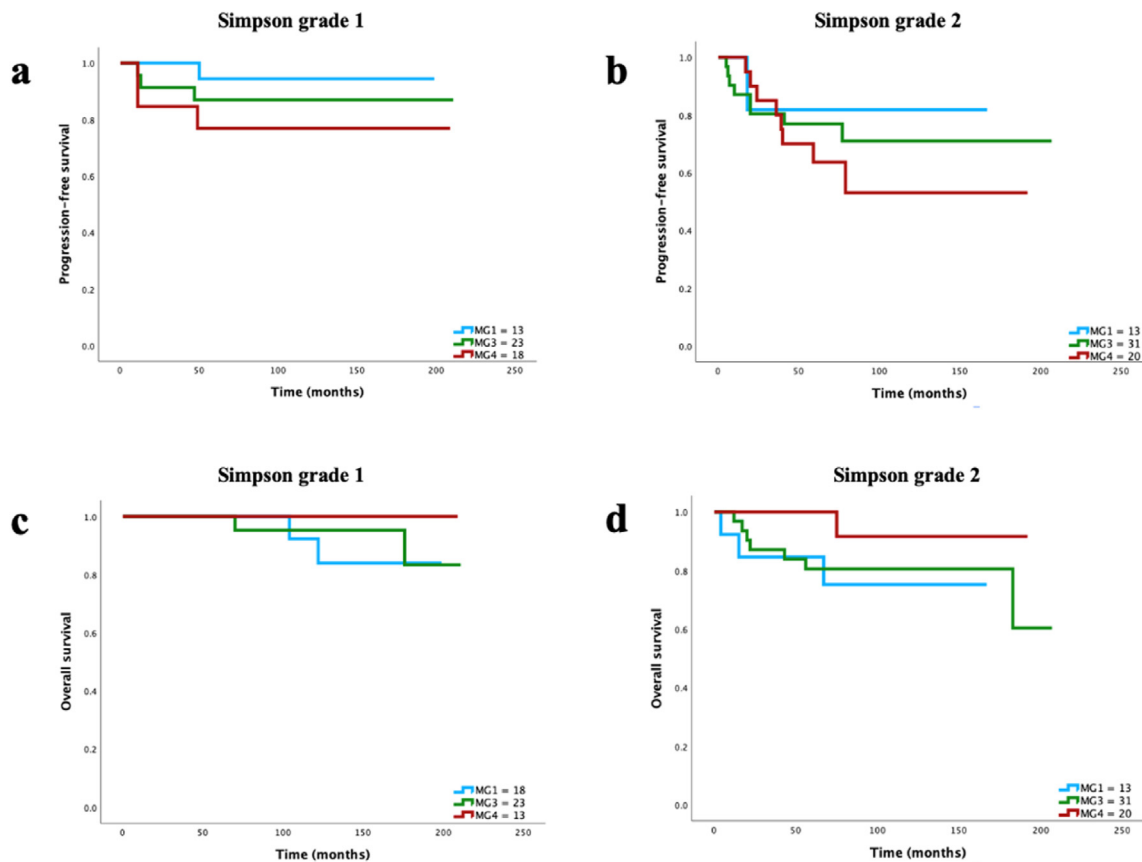 Simpson grade 1
a
Progression-free survival
1.0
0.8
0.6
0.4
0.2
0.0
MG1 = 13
MG3 = 23
MG4 = 18
0 50 100 150 200 250
Time (months)
Simpson grade 2
b
Progression-free survival
1.0
0.8
0.6
0.4
0.2
0.0
MG1 = 13
MG3 = 31
MG4 = 20
0 50 100 150 200 250
Time (months)
Simpson grade 1
c
Overall survival
1.0
0.8
0.6
0.4
0.2
0.0
MG1 = 18
MG3 = 23
MG4 = 13
0 50 100 150 200 250
Time (months)
Simpson grade 2
d
Overall survival
1.0
0.8
0.6
0.4
0.2
0.0
MG1 = 13
MG3 = 31
MG4 = 20
0 50 100 150 200 250
Time (months)